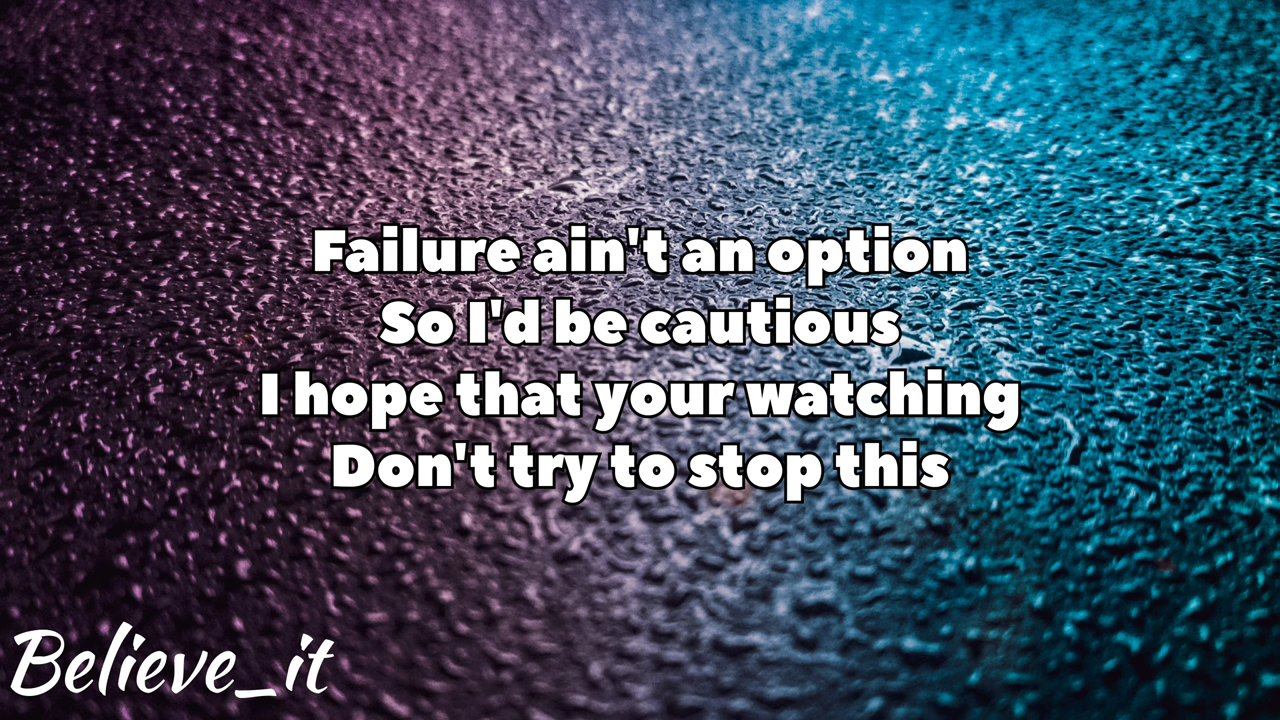 Failure ain't an option
So I'd be cautious
I hope that your watching
Don't try to stop this
Believe_it